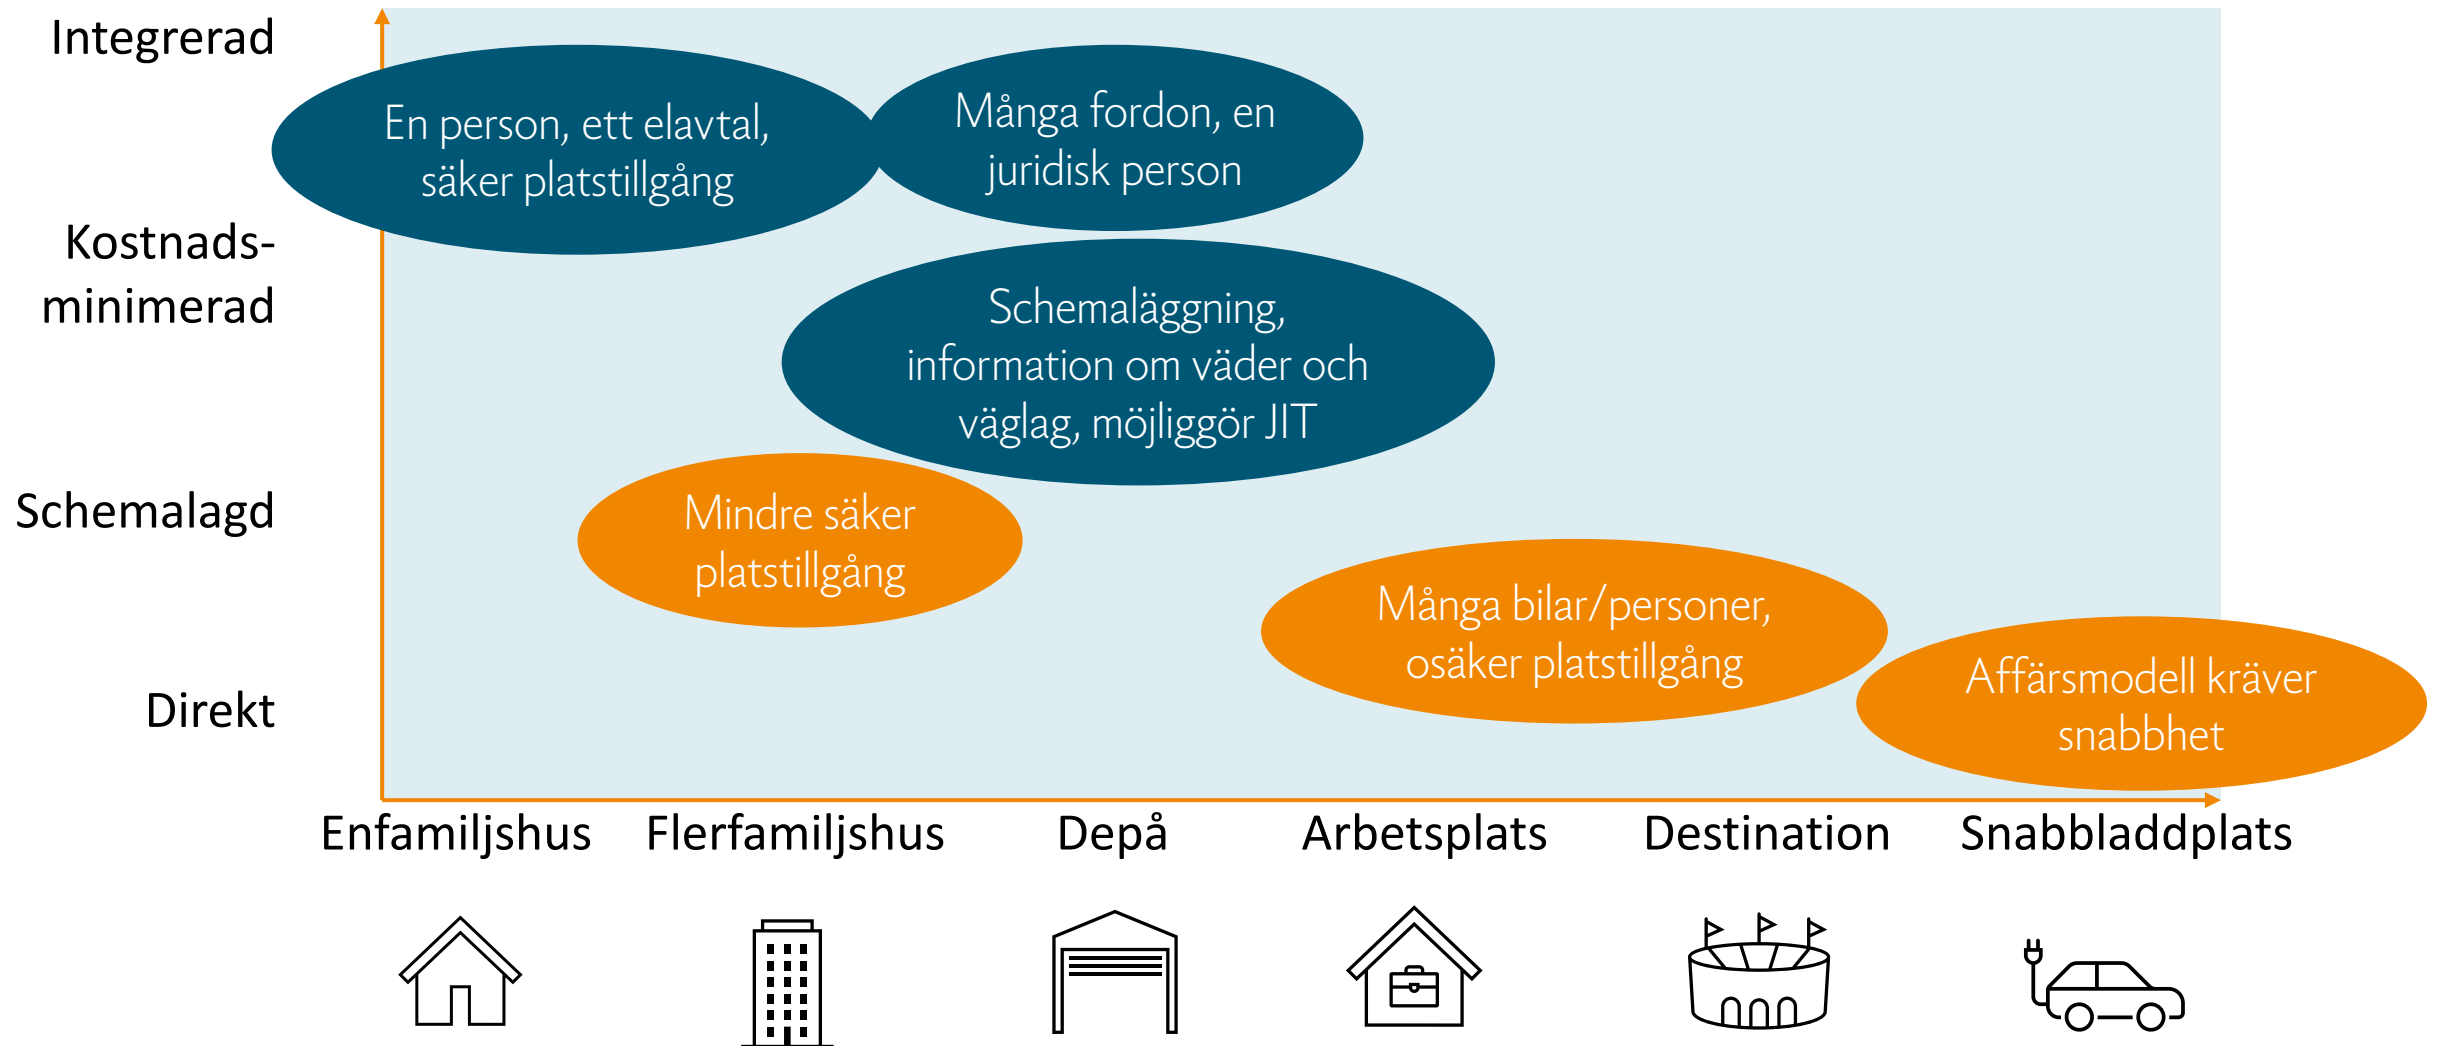 Integrerad
Kostnads-
minimerad
Schemalagd
Direkt
En person, ett elavtal,
säker platstillgång
Många fordon, en
juridisk person
Schemaläggning,
information om väder och
väglag, möjliggör JIT
Mindre säker
platstillgång
Många bilar/personer,
osäker platstillgång
Affärsmodell kräver
snabbhet
Enfamiljshus
Flerfamiljshus
Depå
Arbetsplats
Destination
Snabbladdplats